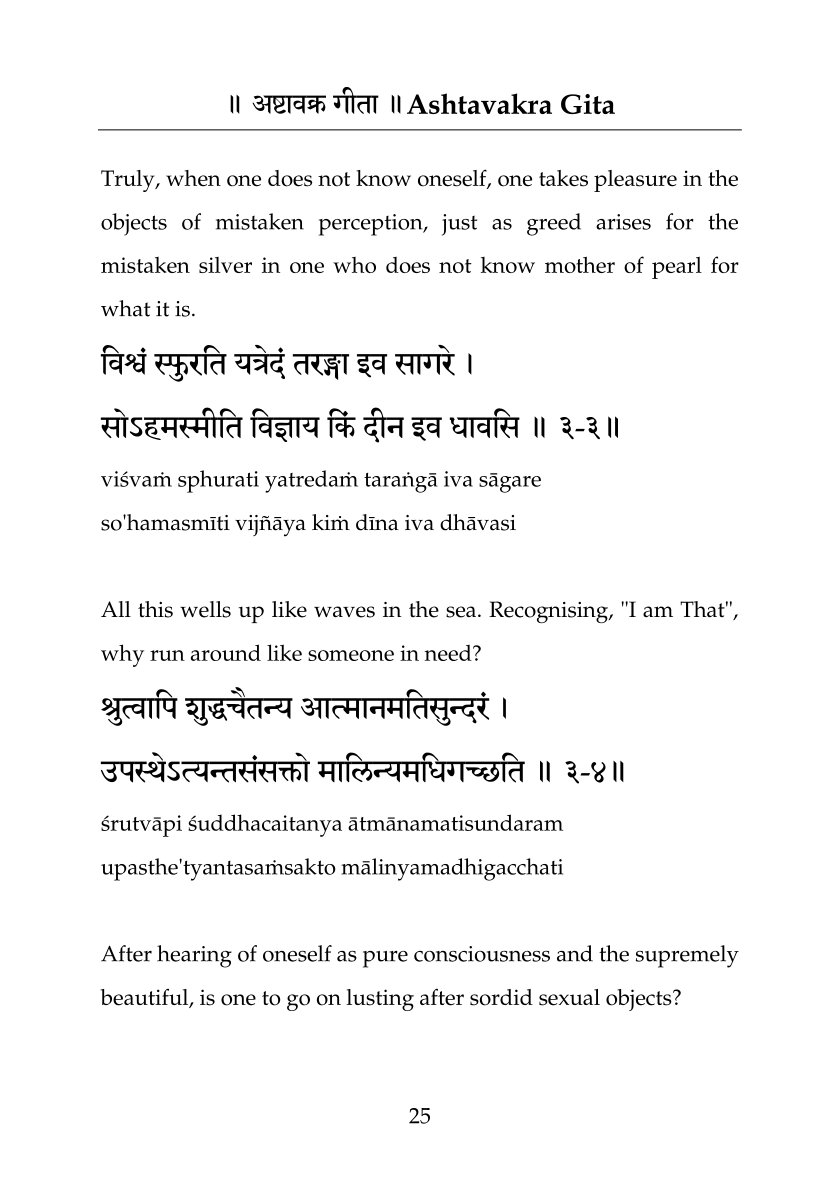 ॥ अष्टावक्र गीता ॥ Ashtavakra Gita
Truly, when one does not know oneself, one takes pleasure in the
objects of mistaken perception, just as greed arises for the
mistaken silver in one who does not know mother of pearl for
what it is.
विश्वं स्फुरति यत्रेदं तरङ्गा इव सागरे ।
सोऽहमस्मीति विज्ञाय किं दीन इव धावसि ॥ ३-३॥
viśvaṁ sphurati yatredaṁ taraṅgā iva sāgare
so'hamasmīti vijñāya kiṁ dīna iva dhāvasi
All this wells up like waves in the sea. Recognising, "I am That",
why run around like someone in need?
श्रुत्वापि शुद्धचैतन्य आत्मानमतिसुन्दरं ।
उपस्थेऽत्यन्तसंसक्तो मालिन्यमधिगच्छति ॥ ३-४॥
śrutvāpi śuddhacaitanya ātmānamatisundaram
upasthe'tyantasaṁsakto mālinyamadhigacchati
After hearing of oneself as pure consciousness and the supremely
beautiful, is one to go on lusting after sordid sexual objects?
25